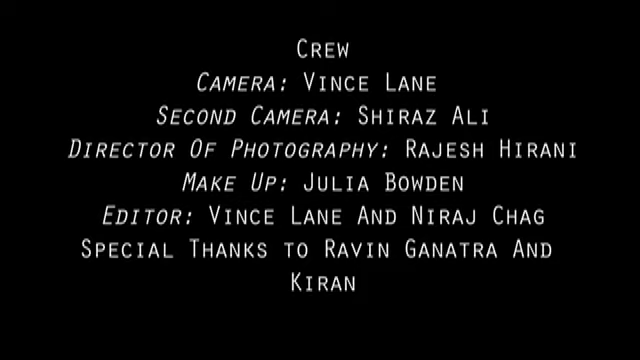 Crew
Camera: Vince Lane
Second Camera: Shiraz Ali
Director Of Photography: Rajesh Hirani
Make Up: Julia Bowden
Editor: Vince Lane And Niraj Chag
Special Thanks to Ravin Ganatra And
Kiran